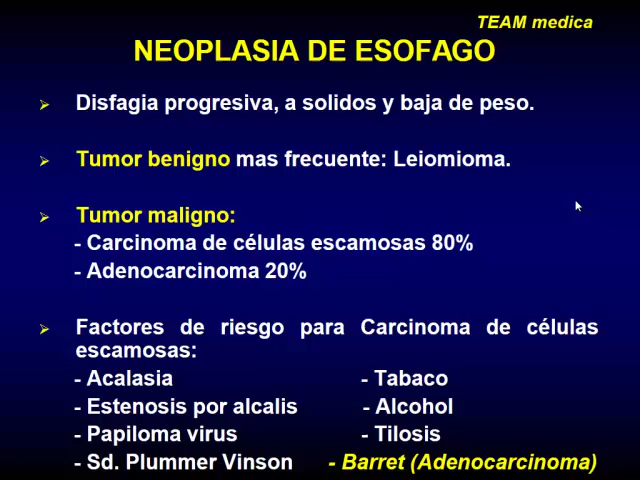 TEAM medica
NEOPLASIA DE ESOFAGO
Disfagia progresiva, a solidos y baja de peso.
Tumor benigno mas frecuente: Leiomioma.
Tumor maligno:
- Carcinoma de células escamosas 80%
- Adenocarcinoma 20%
Factores de riesgo para Carcinoma de células
escamosas:
- Acalasia - Tabaco
- Estenosis por alcalis - Alcohol
- Papiloma virus - Tilosis
- Sd. Plummer Vinson - Barret (Adenocarcinoma)